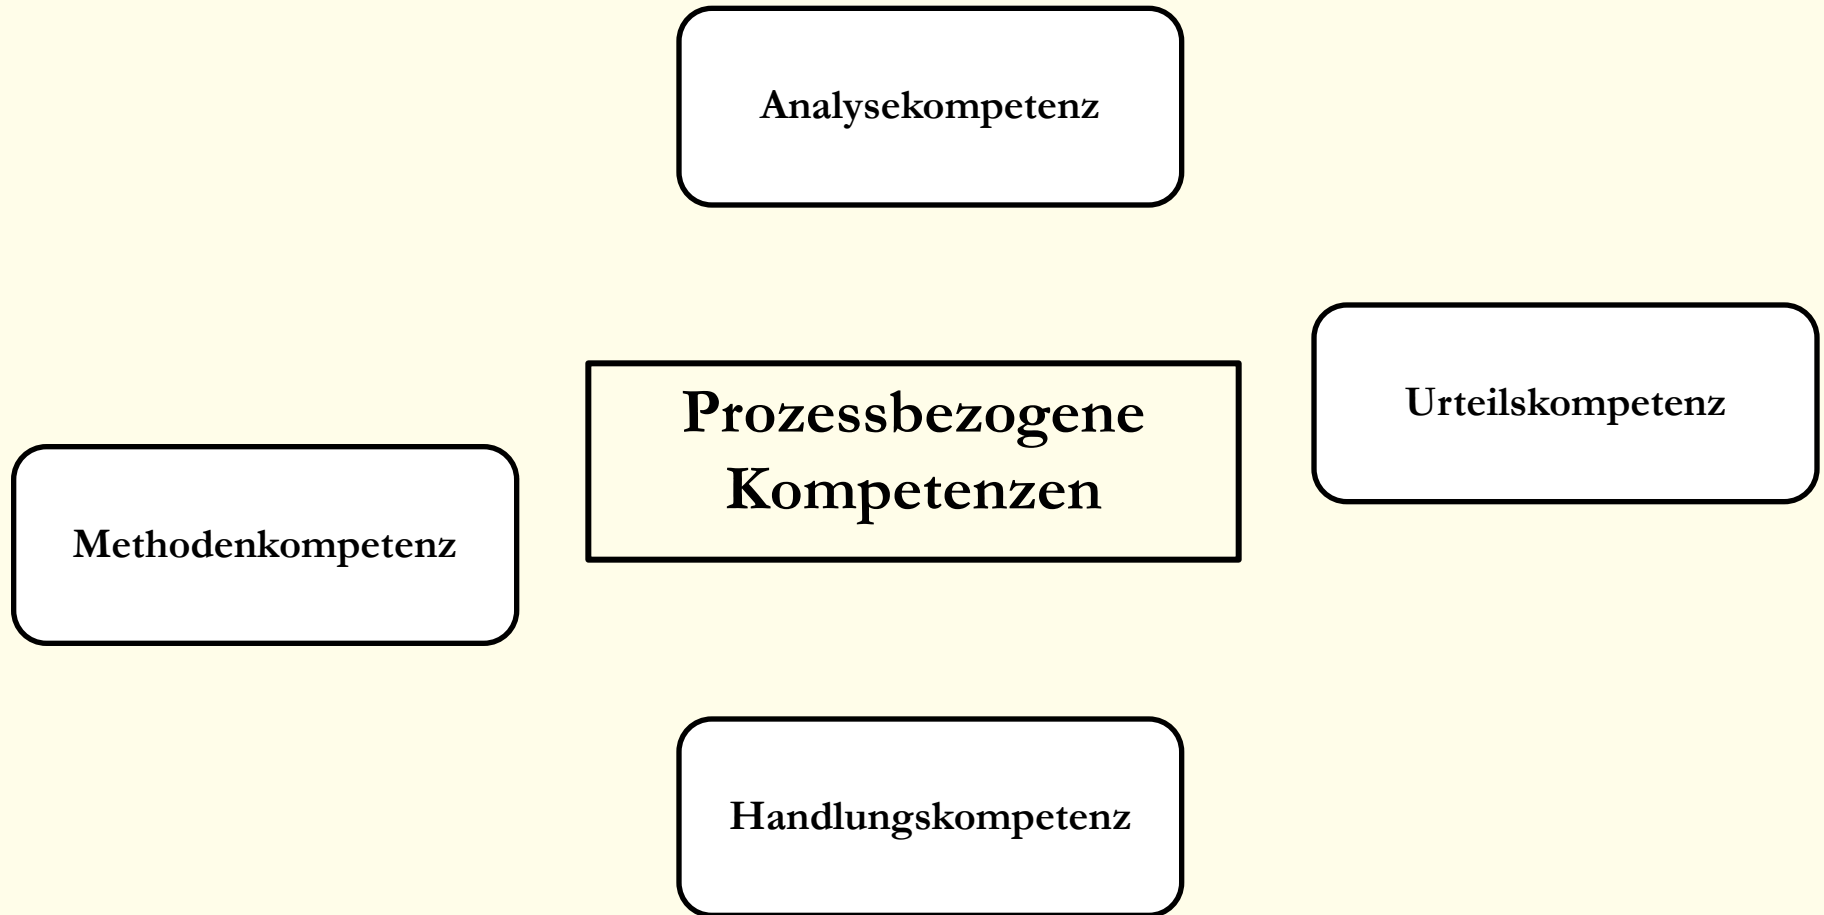 Analysekompetenz
Urteilskompetenz
Prozessbezogene
Kompetenzen
Methodenkompetenz
Handlungskompetenz